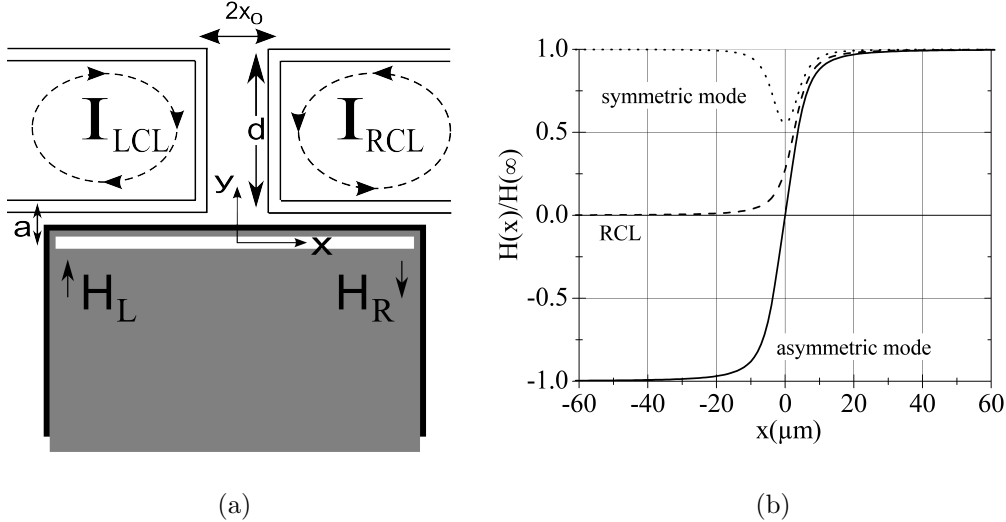 2x₀
I_LCL
d
I_RCL
y
a
x
H_L
H_R
(a)
1.0
0.5
0.0
-0.5
-1.0
H(x)/H(∞)
symmetric mode
RCL
asymmetric mode
-60 -40 -20 0 20 40 60
x(μm)
(b)